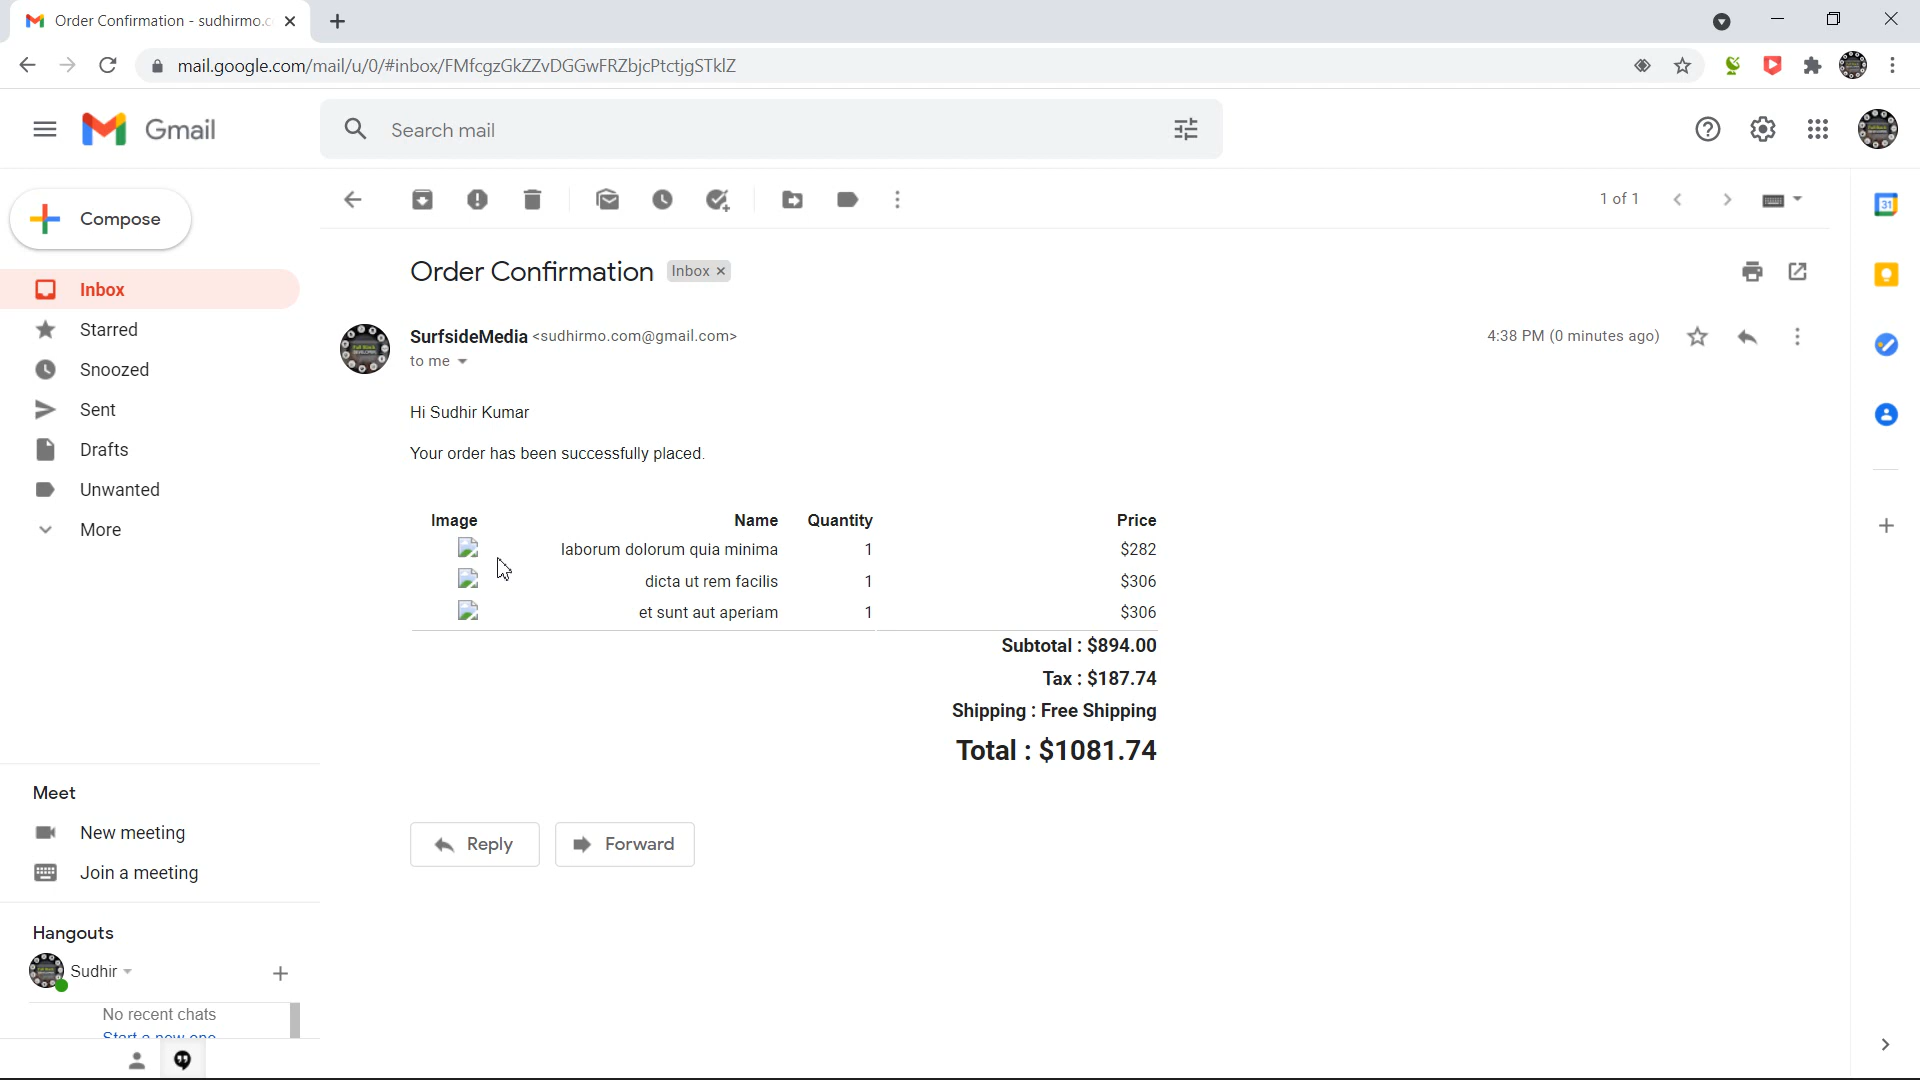 Order Confirmation - sudhirmo.c
mail.google.com/mail/u/0/#inbox/FMfcgzGkZZvDGGwFRZbjcPtctjgSTklZ
Gmail
Search mail
Compose
1 of 1
31
Order Confirmation Inbox ×
Inbox
Starred
Snoozed
Sent
Drafts
Unwanted
More
SurfsideMedia <sudhirmo.com@gmail.com>
4:38 PM (0 minutes ago)
to me
Hi Sudhir Kumar
Your order has been successfully placed.
Image Name Quantity Price
laborum dolorum quia minima 1 $282
dicta ut rem facilis 1 $306
et sunt aut aperiam 1 $306
Subtotal : $894.00
Tax : $187.74
Shipping : Free Shipping
Total : $1081.74
Reply
Forward
Meet
New meeting
Join a meeting
Hangouts
Sudhir
No recent chats
Start a new one